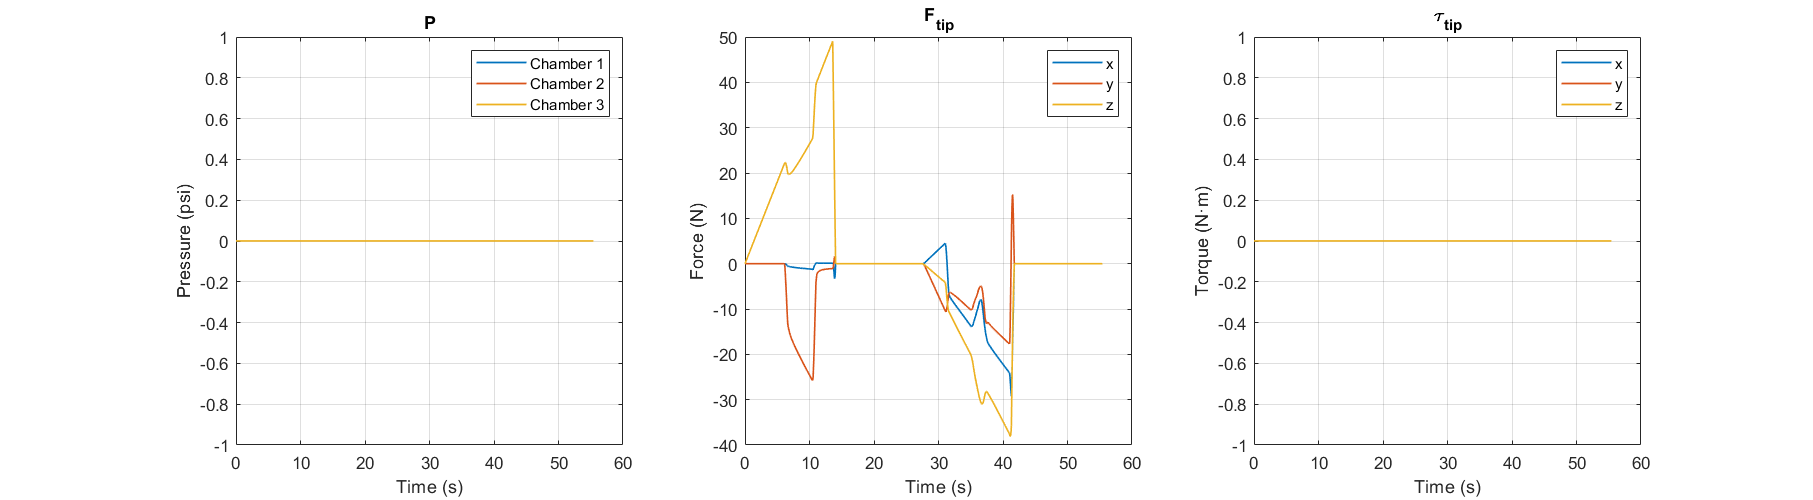 P
Pressure (psi)
1
0.8
0.6
0.4
0.2
0
-0.2
-0.4
-0.6
-0.8
-1
0 10 20 30 40 50 60
Time (s)
Chamber 1
Chamber 2
Chamber 3
F_tip
Force (N)
50
40
30
20
10
0
-10
-20
-30
-40
0 10 20 30 40 50 60
Time (s)
x
y
z
τ_tip
Torque (N·m)
1
0.8
0.6
0.4
0.2
0
-0.2
-0.4
-0.6
-0.8
-1
0 10 20 30 40 50 60
Time (s)
x
y
z